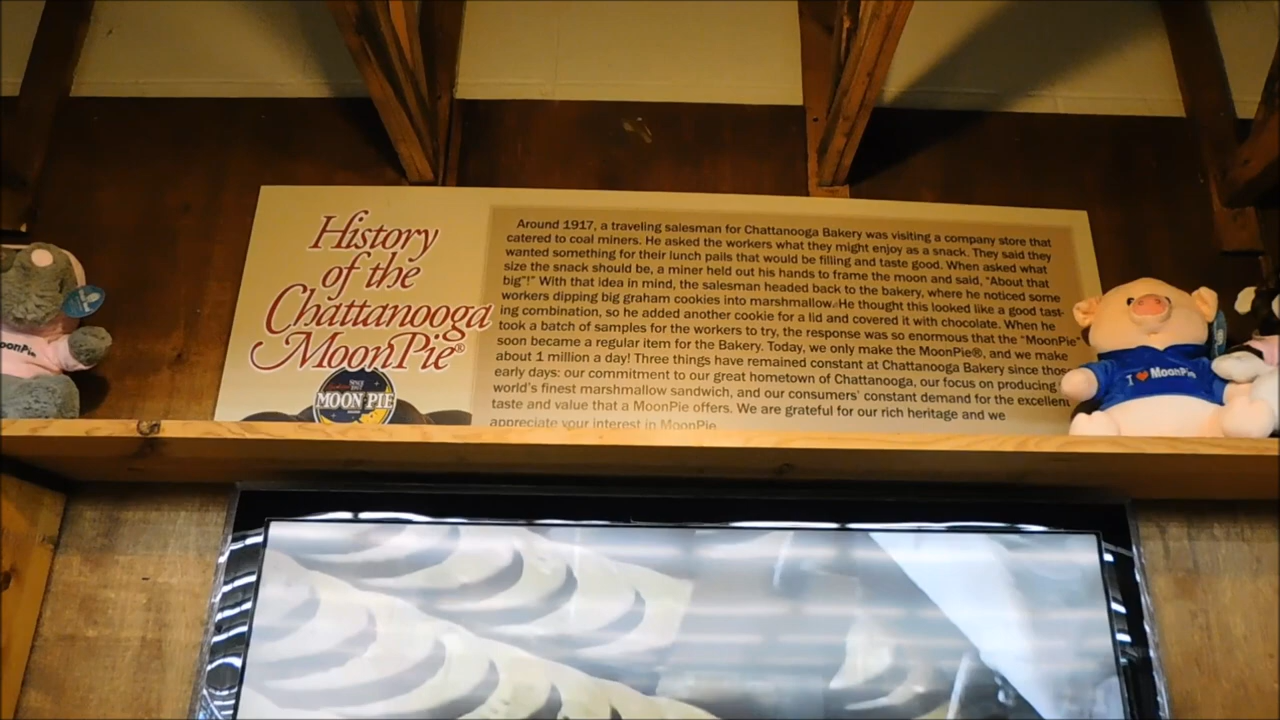 History
of the
Chattanooga
MoonPie®
SINCE
1917
MOON PIE
Around 1917, a traveling salesman for Chattanooga Bakery was visiting a company store that
catered to coal miners. He asked the workers what they might enjoy as a snack. They said they
wanted something for their lunch pails that would be filling and taste good. When asked what
size the snack should be, a miner held out his hands to frame the moon and said, "About that
big"!" With that idea in mind, the salesman headed back to the bakery, where he noticed some
workers dipping big graham cookies into marshmallow. He thought this looked like a good tast-
ing combination, so he added another cookie for a lid and covered it with chocolate. When he
took a batch of samples for the workers to try, the response was so enormous that the "MoonPie"
soon became a regular item for the Bakery. Today, we only make the MoonPie®, and we make
about 1 million a day! Three things have remained constant at Chattanooga Bakery since those
early days: our commitment to our great hometown of Chattanooga, our focus on producing
world's finest marshmallow sandwich, and our consumers' constant demand for the excellent
taste and value that a MoonPie offers. We are grateful for our rich heritage and we
appreciate your interest in MoonPie
I ❤ MoonPie
MoonPie